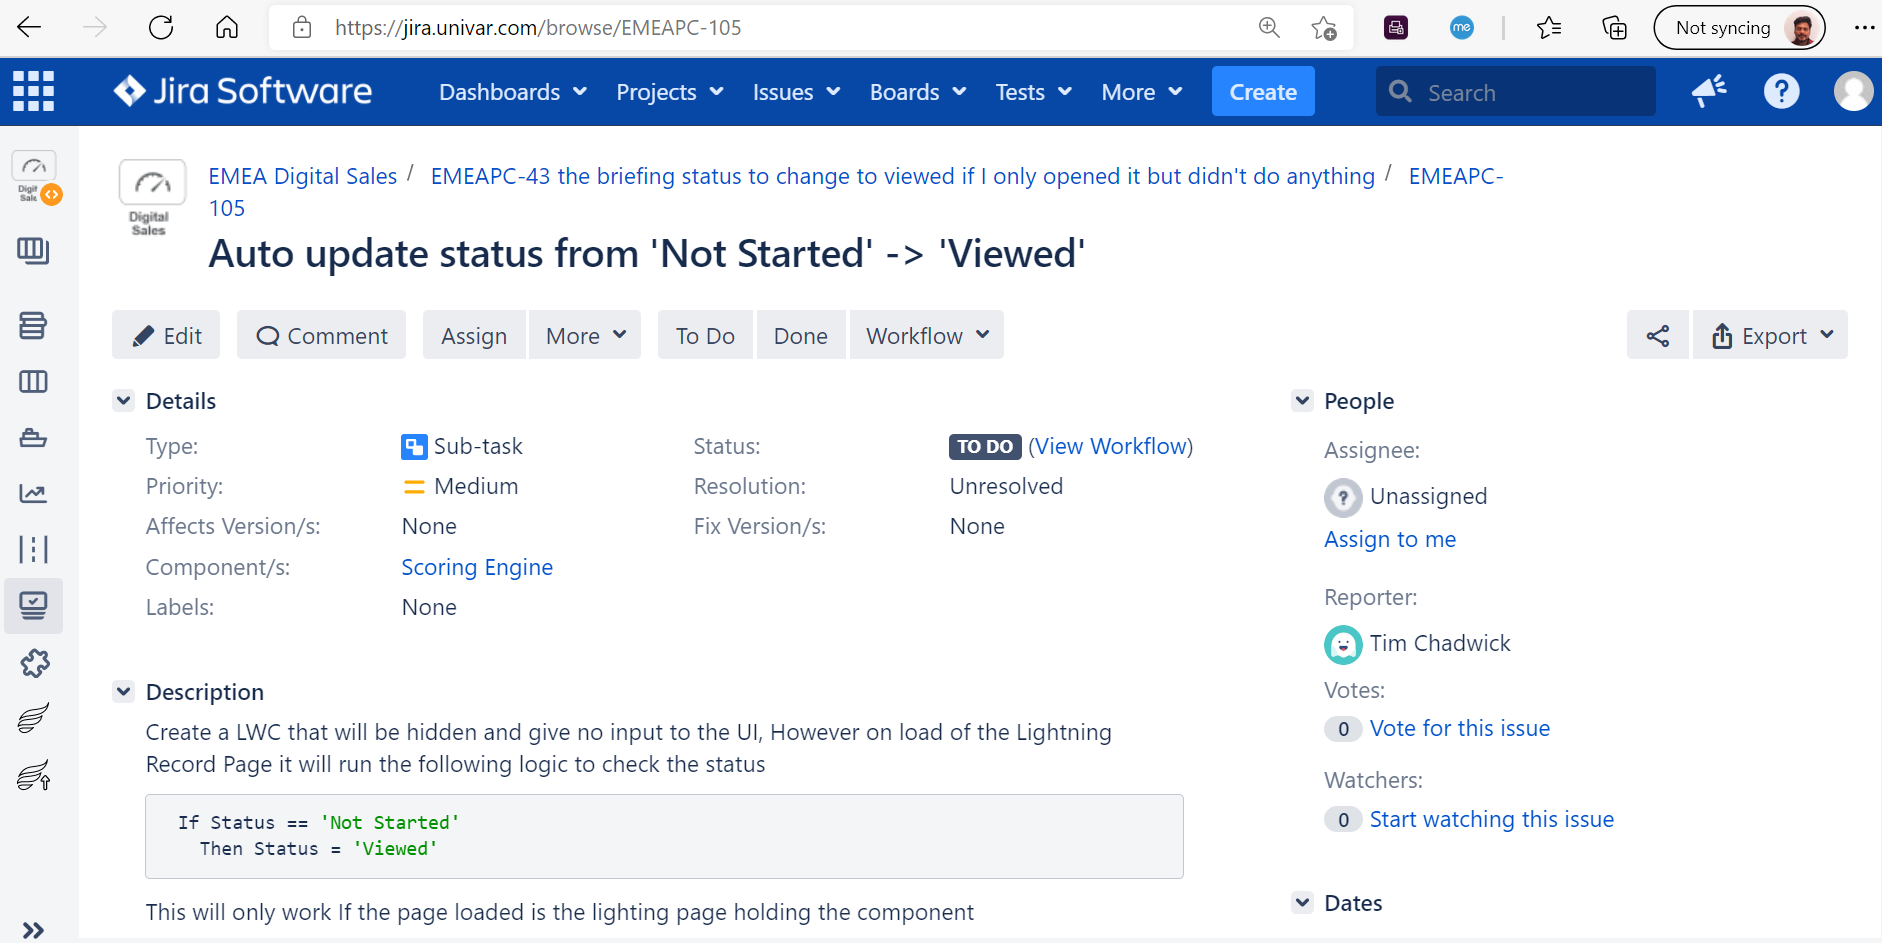 https://jira.univar.com/browse/EMEAPC-105
me
Not syncing
Jira Software
Dashboards
Projects
Issues
Boards
Tests
More
Create
Search
EMEA Digital Sales / EMEAPC-43 the briefing status to change to viewed if I only opened it but didn't do anything / EMEAPC-
105
Digital
Sales
Auto update status from 'Not Started' -> 'Viewed'
Edit
Comment
Assign
More
To Do
Done
Workflow
Export
Details
Type: Sub-task
Status: TO DO (View Workflow)
Priority: Medium
Resolution: Unresolved
Affects Version/s: None
Fix Version/s: None
Component/s: Scoring Engine
Labels: None
Description
Create a LWC that will be hidden and give no input to the UI, However on load of the Lightning
Record Page it will run the following logic to check the status
If Status == 'Not Started'
Then Status = 'Viewed'
This will only work If the page loaded is the lighting page holding the component
People
Assignee:
? Unassigned
Assign to me
Reporter:
Tim Chadwick
Votes:
0 Vote for this issue
Watchers:
0 Start watching this issue
Dates